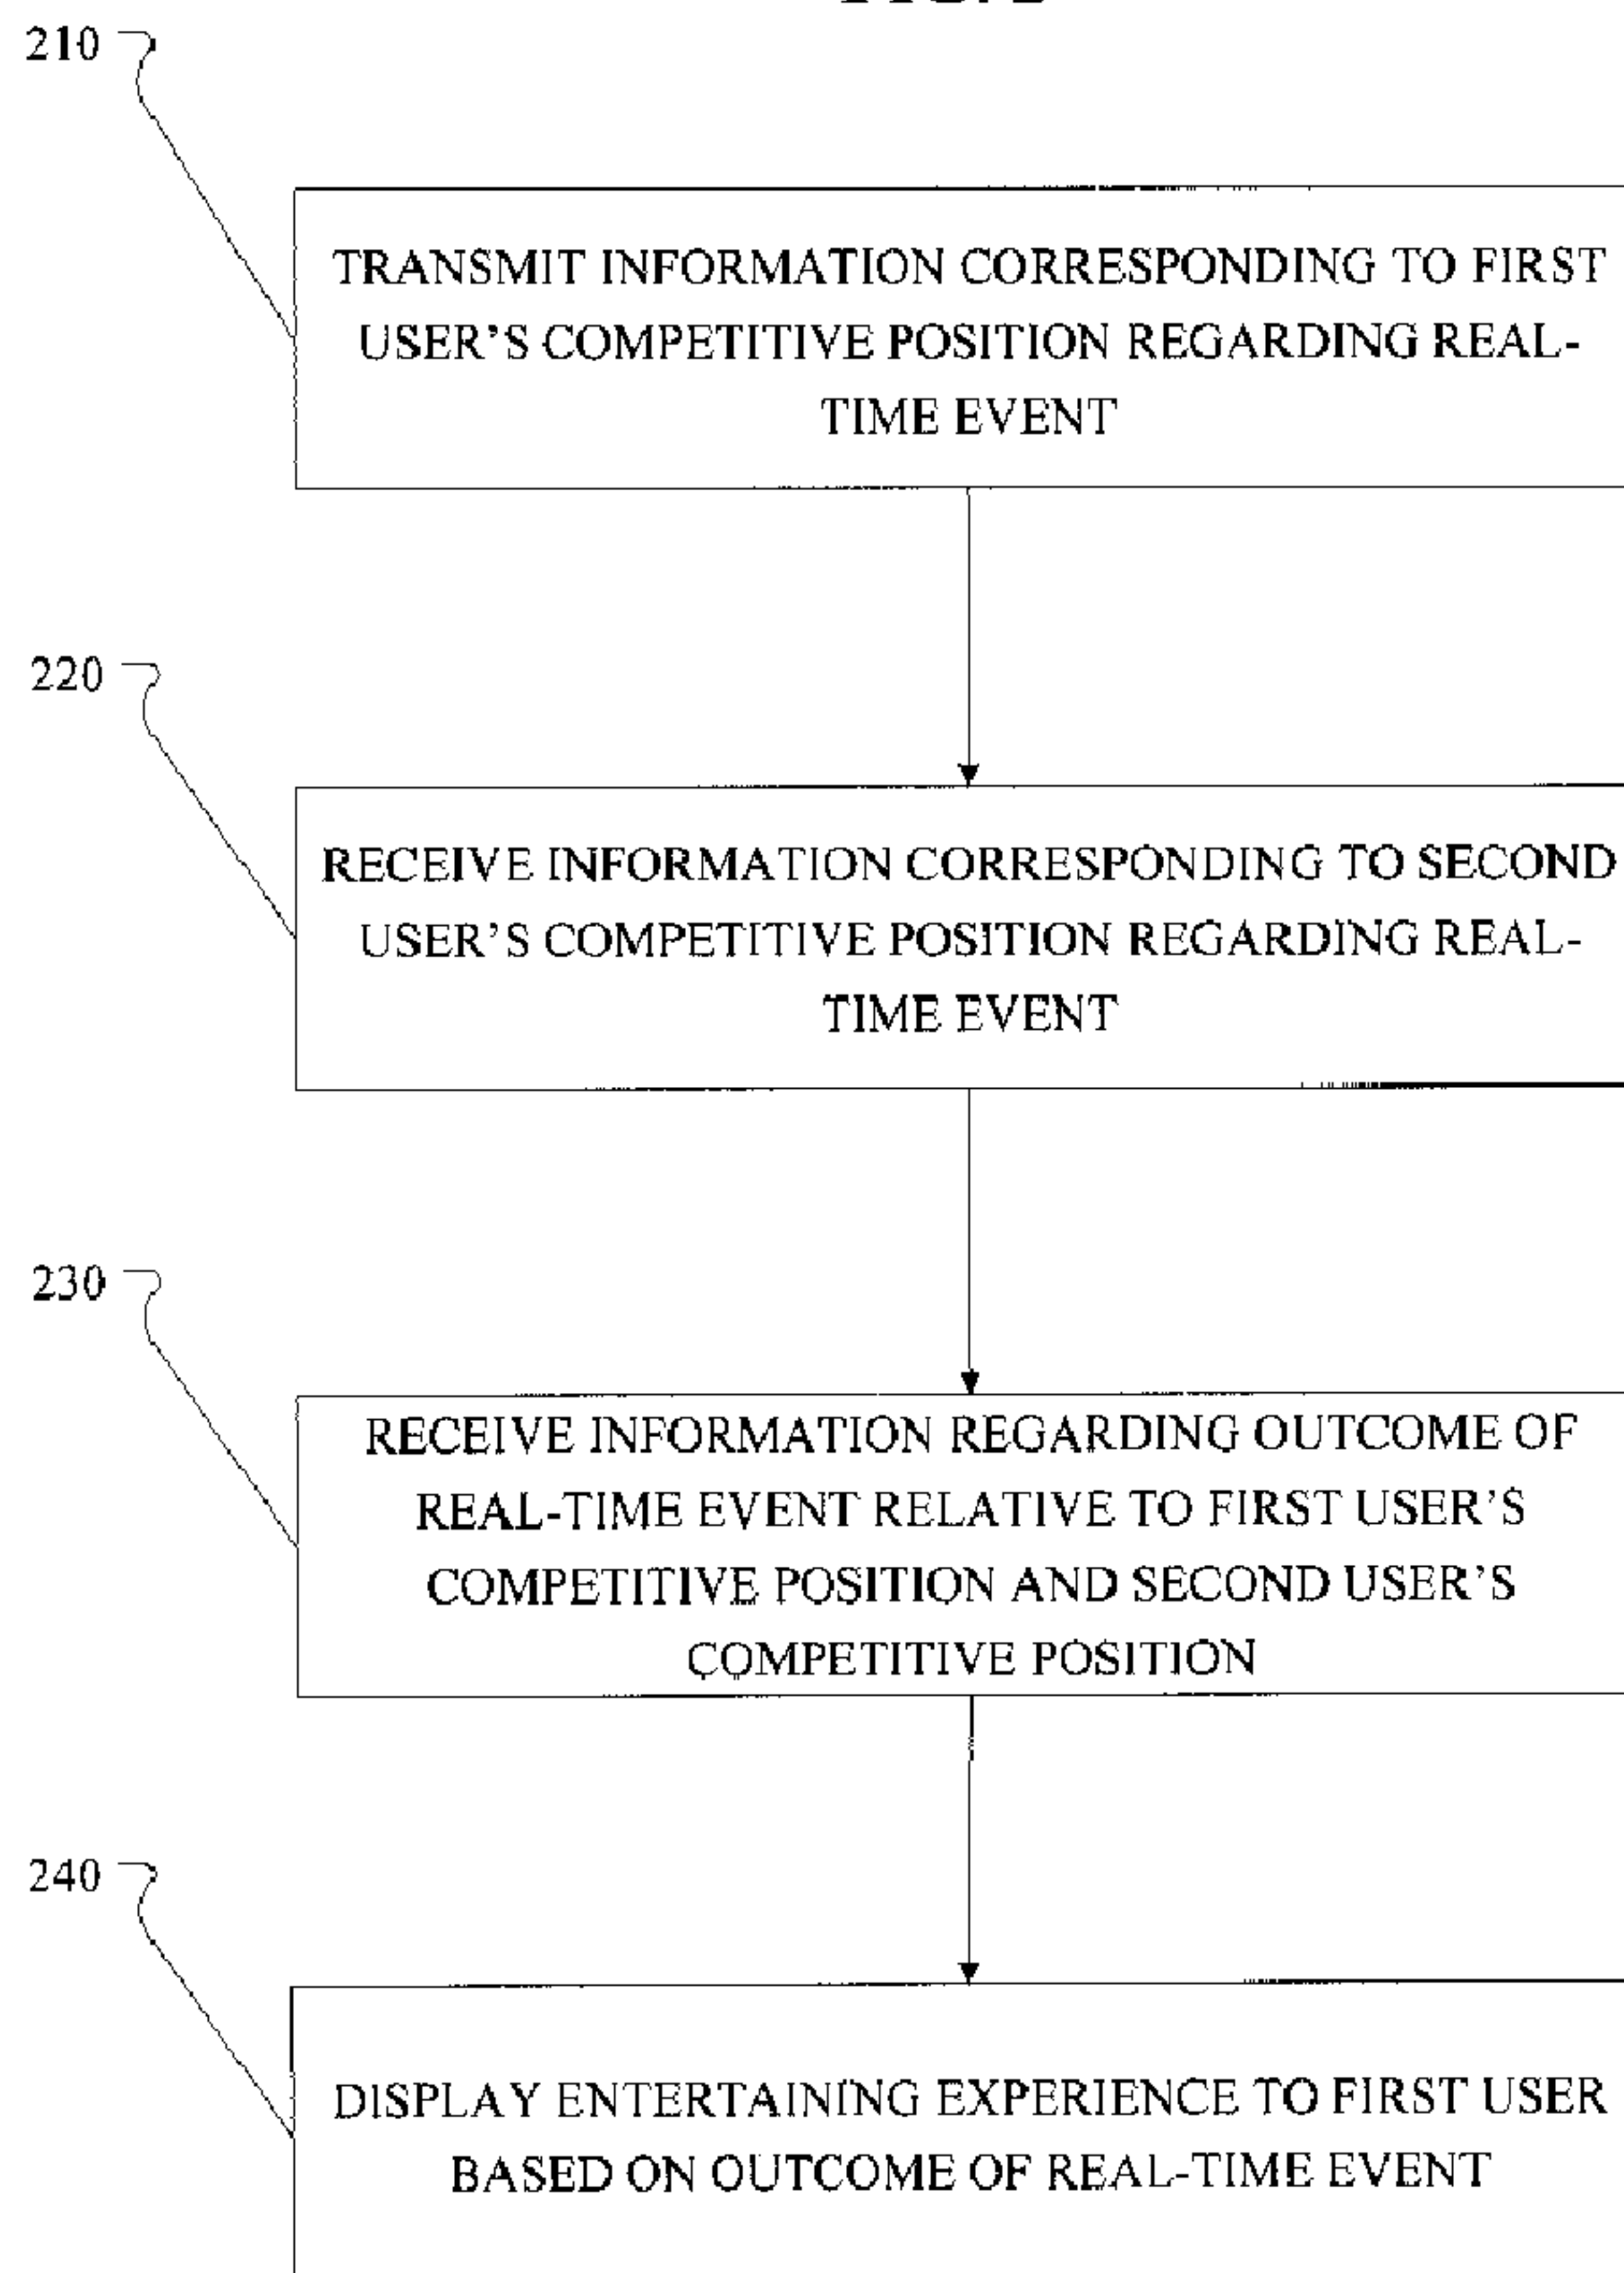 210
TRANSMIT INFORMATION CORRESPONDING TO FIRST
USER'S COMPETITIVE POSITION REGARDING REAL-
TIME EVENT
220
RECEIVE INFORMATION CORRESPONDING TO SECOND
USER'S COMPETITIVE POSITION REGARDING REAL-
TIME EVENT
230
RECEIVE INFORMATION REGARDING OUTCOME OF
REAL-TIME EVENT RELATIVE TO FIRST USER'S
COMPETITIVE POSITION AND SECOND USER'S
COMPETITIVE POSITION
240
DISPLAY ENTERTAINING EXPERIENCE TO FIRST USER
BASED ON OUTCOME OF REAL-TIME EVENT